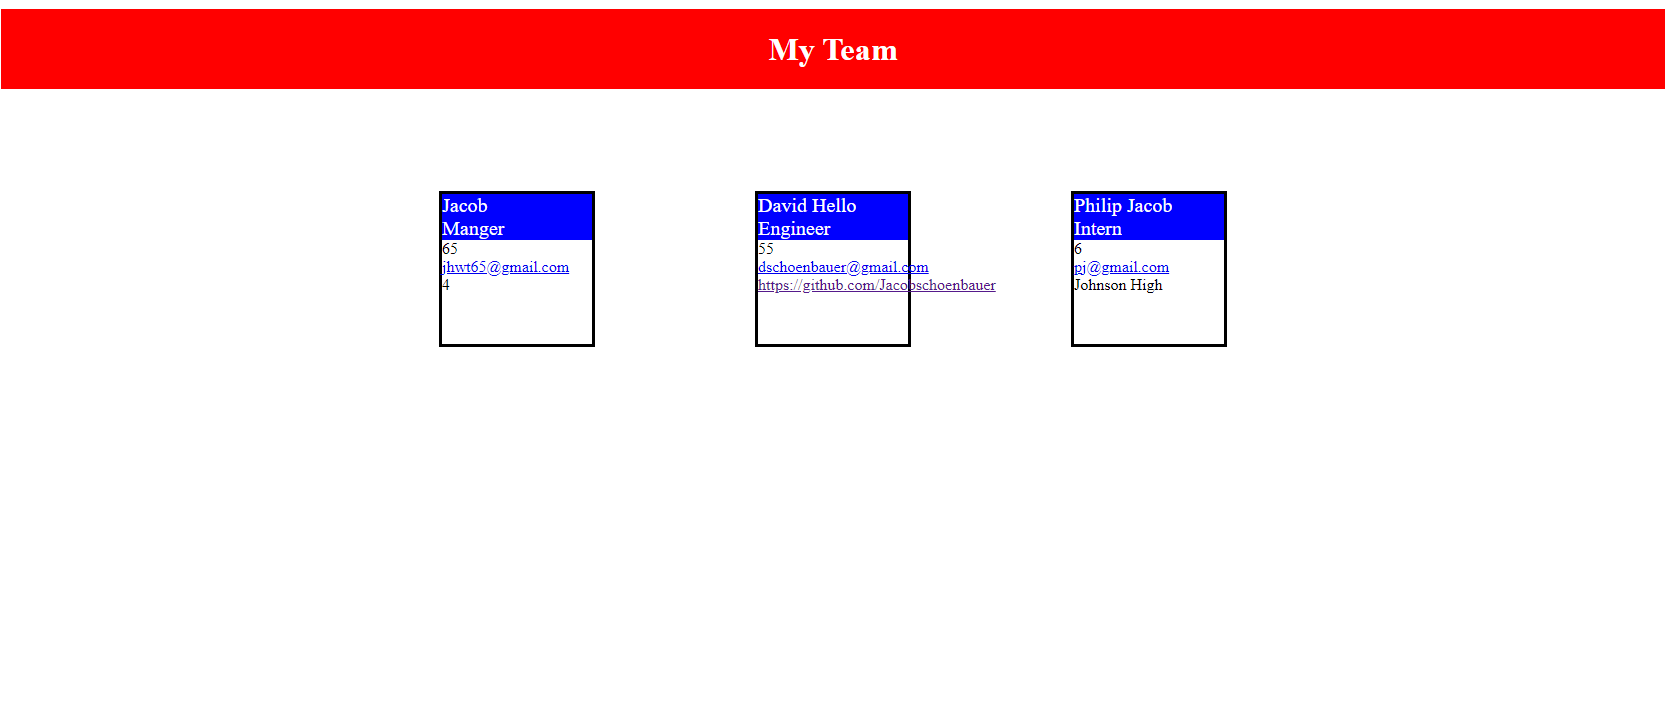 My Team
Jacob
Manger
65
jhwt65@gmail.com
4
David Hello
Engineer
55
dschoenbauer@gmail.com
https://github.com/Jacobschoenbauer
Philip Jacob
Intern
6
pj@gmail.com
Johnson High